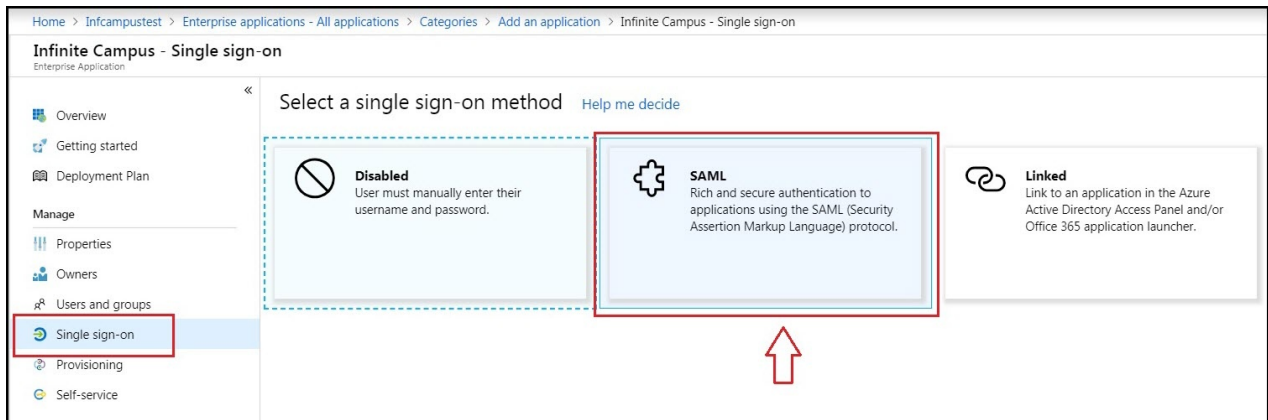 Home > Infcampustest > Enterprise applications - All applications > Categories > Add an application > Infinite Campus - Single sign-on
Infinite Campus - Single sign-on
Enterprise Application
«
Overview
Getting started
Deployment Plan
Manage
Properties
Owners
Users and groups
Single sign-on
Provisioning
Self-service
Select a single sign-on method Help me decide
Disabled
User must manually enter their
username and password.
SAML
Rich and secure authentication to
applications using the SAML (Security
Assertion Markup Language) protocol.
Linked
Link to an application in the Azure
Active Directory Access Panel and/or
Office 365 application launcher.